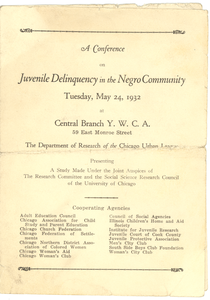 A Conference
on
Juvenile Delinquency in the Negro Community
Tuesday, May 24, 1932
at
Central Branch Y. W. C. A.
59 East Monroe Street
The Department of Research of the Chicago Urban League
Presenting
A Study Made Under the Joint Auspices of
The Research Committee and the Social Science Research Council
of the University of Chicago
Cooperating Agencies
Adult Education Council
Chicago Association for Child
Study and Parent Education
Chicago Church Federation
Chicago Federation of Settle-
ments
Chicago Northern District Asso-
ciation of Colored Women
Chicago Woman's Aid
Chicago Woman's Club
Council of Social Agencies
Illinois Children's Home and Aid
Society
Institute for Juvenile Research
Juvenile Court of Cook County
Juvenile Protective Association
Men's City Club
South Side Boys Club Foundation
Women's City Club